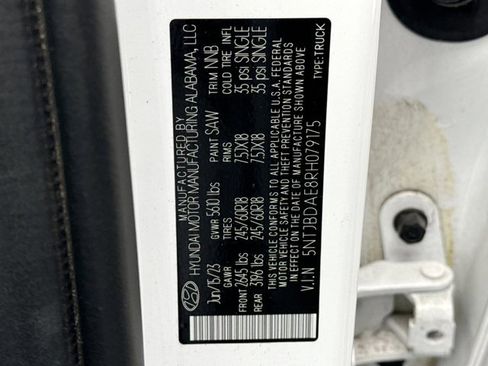 MANUFACTURED BY
HYUNDAI MOTOR MANUFACTURING ALABAMA, LLC
Jun/15/23 GVWR 5600 lbs PAINT SAW TRIM NNB
GAWR TIRES RIMS COLD TIRE INFL
FRONT 2645 lbs 245/60R18 7.5JX18 35 psi SINGLE
REAR 3196 lbs 245/60R18 7.5JX18 35 psi SINGLE
THIS VEHICLE CONFORMS TO ALL APPLICABLE U.S.A. FEDERAL
MOTOR VEHICLE SAFETY AND THEFT PREVENTION STANDARDS
IN EFFECT ON THE DATE OF MANUFACTURE SHOWN ABOVE.
V.I.N 5NTJBDAE8RH079175 TYPE:TRUCK